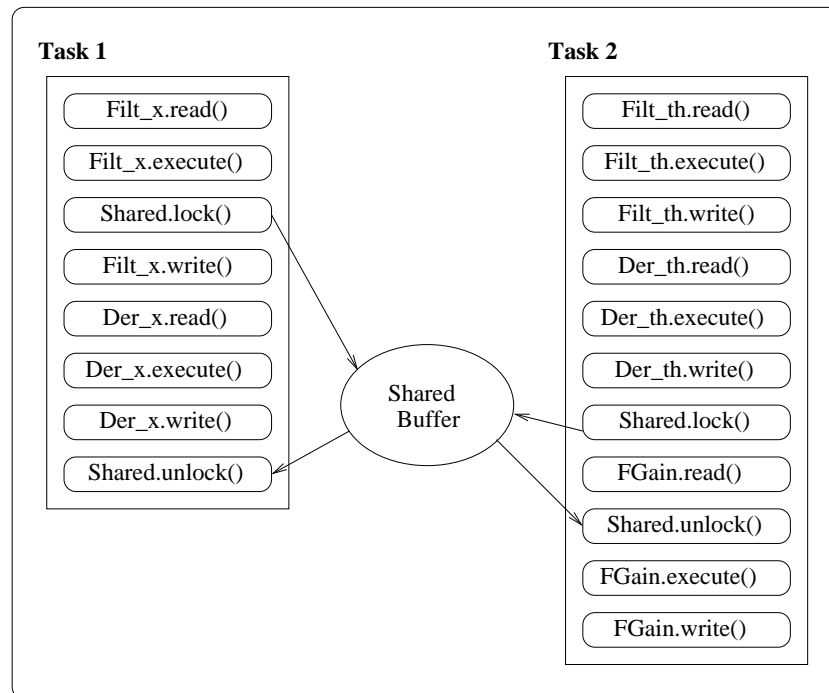 Task 1
Filt_x.read()
Filt_x.execute()
Shared.lock()
Filt_x.write()
Der_x.read()
Der_x.execute()
Der_x.write()
Shared.unlock()
Shared
Buffer
Task 2
Filt_th.read()
Filt_th.execute()
Filt_th.write()
Der_th.read()
Der_th.execute()
Der_th.write()
Shared.lock()
FGain.read()
Shared.unlock()
FGain.execute()
FGain.write()